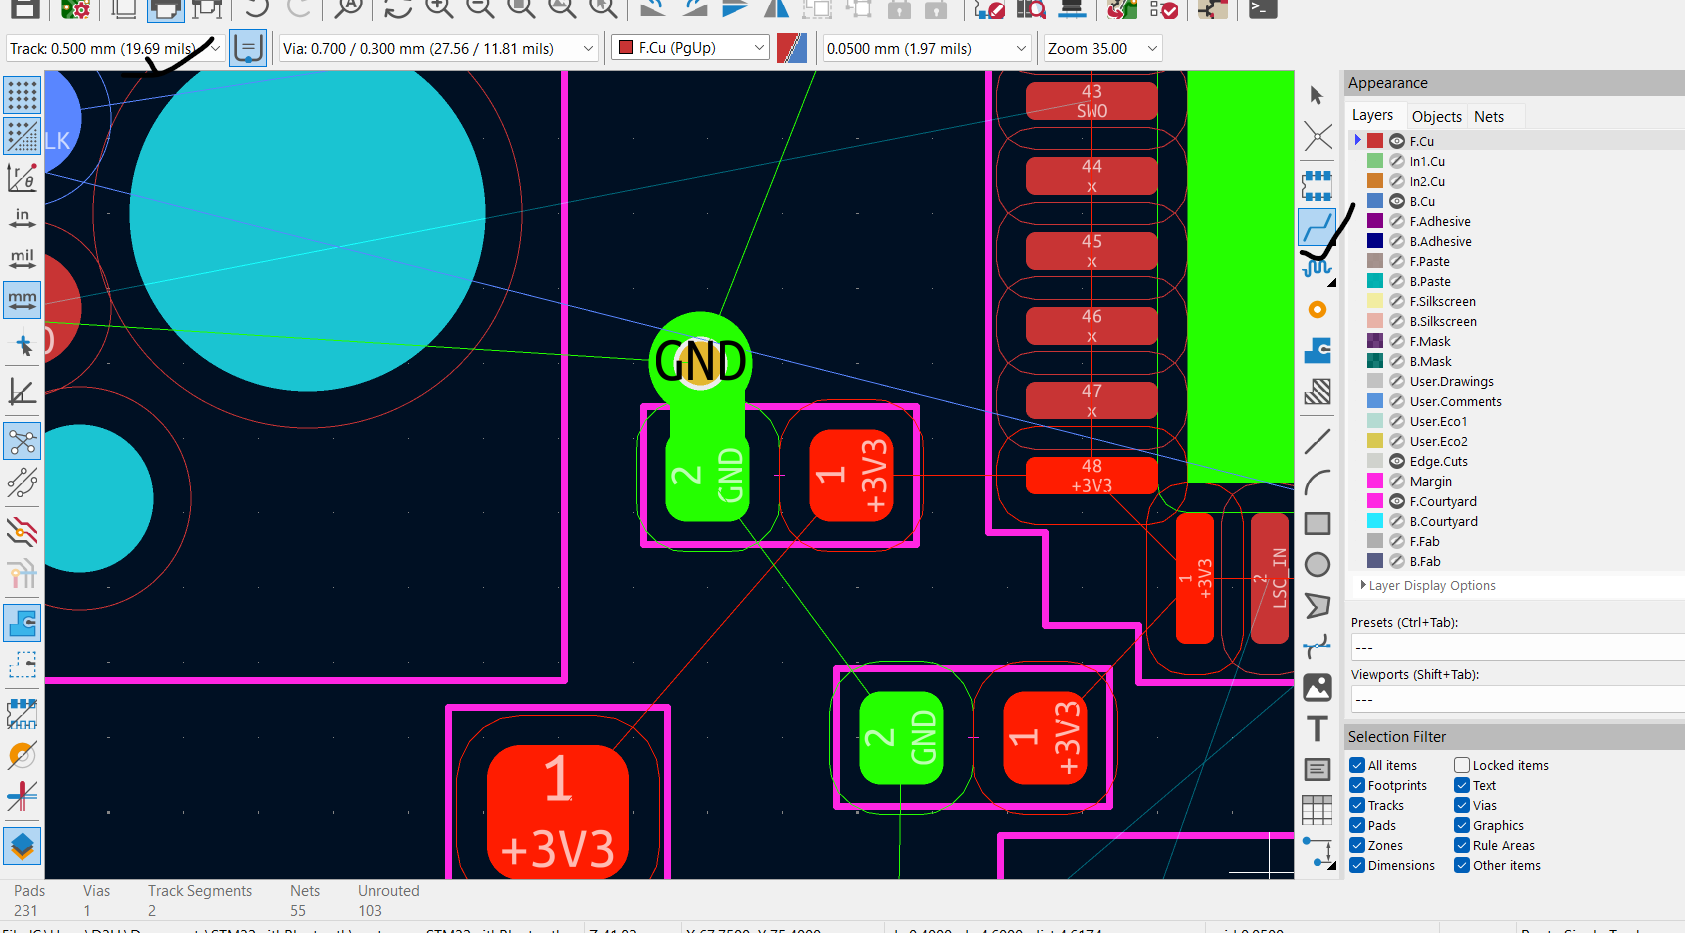 Track: 0.500 mm (19.69 mils)
Via: 0.700 / 0.300 mm (27.56 / 11.81 mils)
F.Cu (PgUp)
0.0500 mm (1.97 mils)
Zoom 35.00
r
θ
in
mil
mm
LK
43
SWO
44
x
45
x
46
x
47
x
48
+3V3
GND
2
GND
1
+3V3
1
+3V3
2
LSC_IN
2
GND
1
+3V3
1
+3V3
T
Appearance
Layers
Objects
Nets
F.Cu
In1.Cu
In2.Cu
B.Cu
F.Adhesive
B.Adhesive
F.Paste
B.Paste
F.Silkscreen
B.Silkscreen
F.Mask
B.Mask
User.Drawings
User.Comments
User.Eco1
User.Eco2
Edge.Cuts
Margin
F.Courtyard
B.Courtyard
F.Fab
B.Fab
Layer Display Options
Presets (Ctrl+Tab):
---
Viewports (Shift+Tab):
---
Selection Filter
All items
Locked items
Footprints
Text
Tracks
Vias
Pads
Graphics
Zones
Rule Areas
Dimensions
Other items
Pads
Vias
Track Segments
Nets
Unrouted
231
1
2
55
103